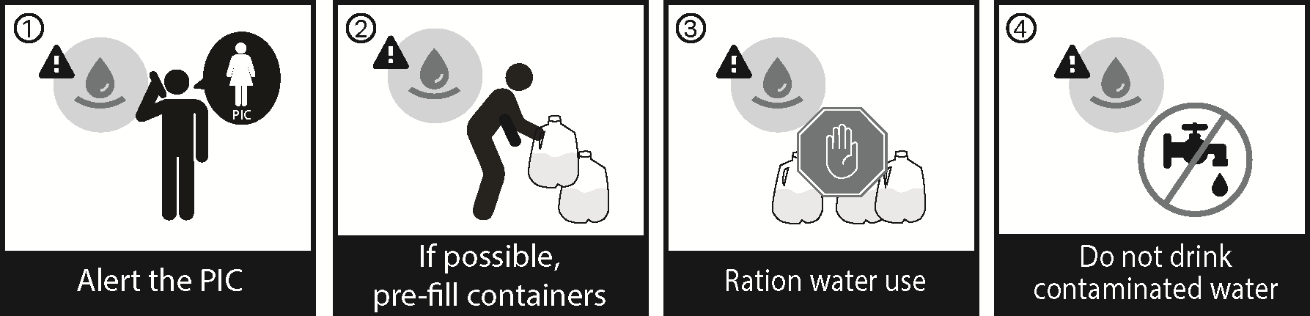 1
PIC
Alert the PIC
2
If possible,
pre-fill containers
3
Ration water use
4
Do not drink
contaminated water